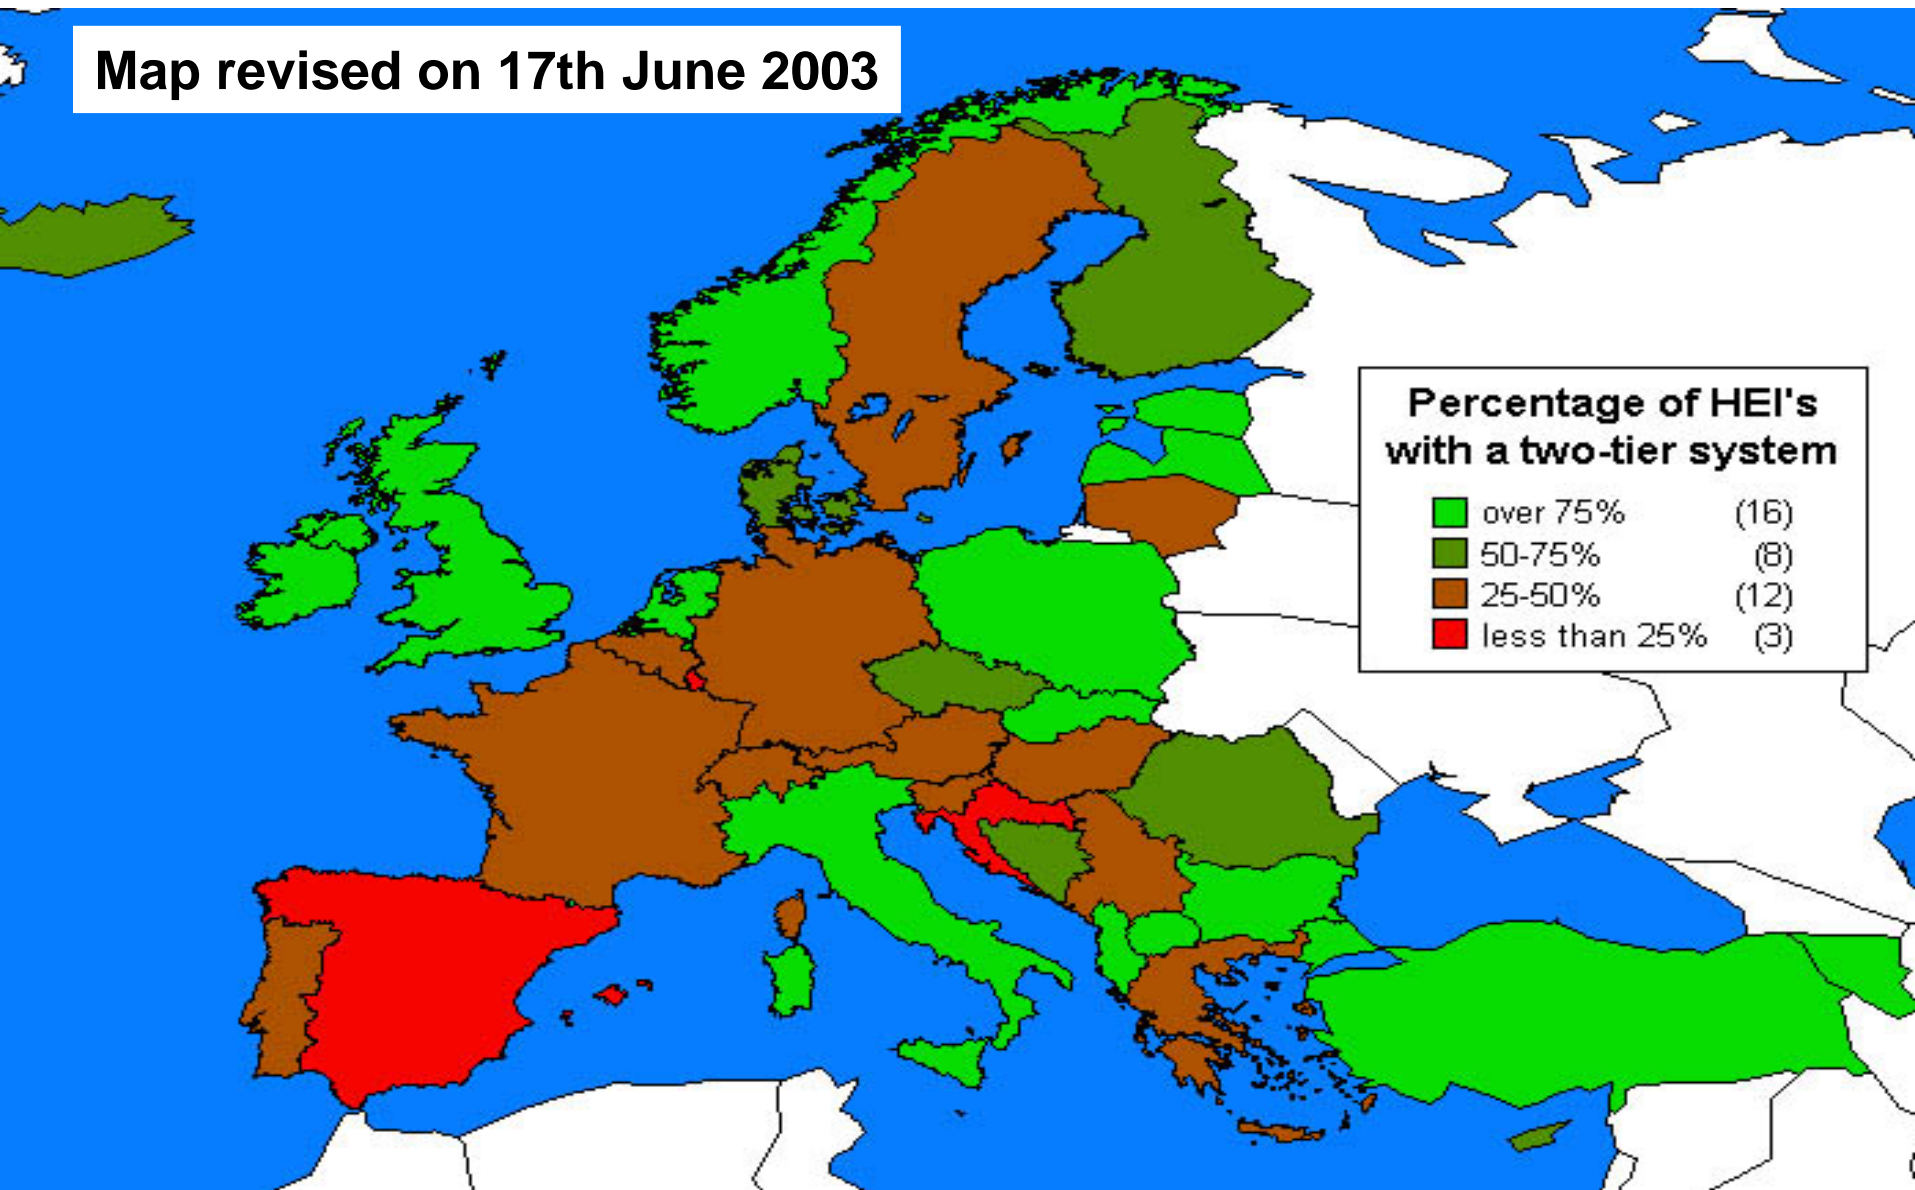 Map revised on 17th June 2003
Percentage of HEI's
with a two-tier system
over 75% (16)
50-75% (8)
25-50% (12)
less than 25% (3)